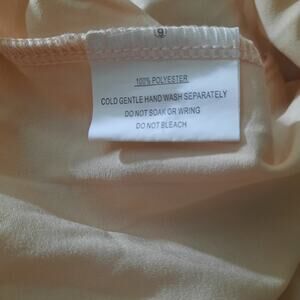 100% POLYESTER
COLD GENTLE HAND WASH SEPARATELY
DO NOT SOAK OR WRING
DO NOT BLEACH